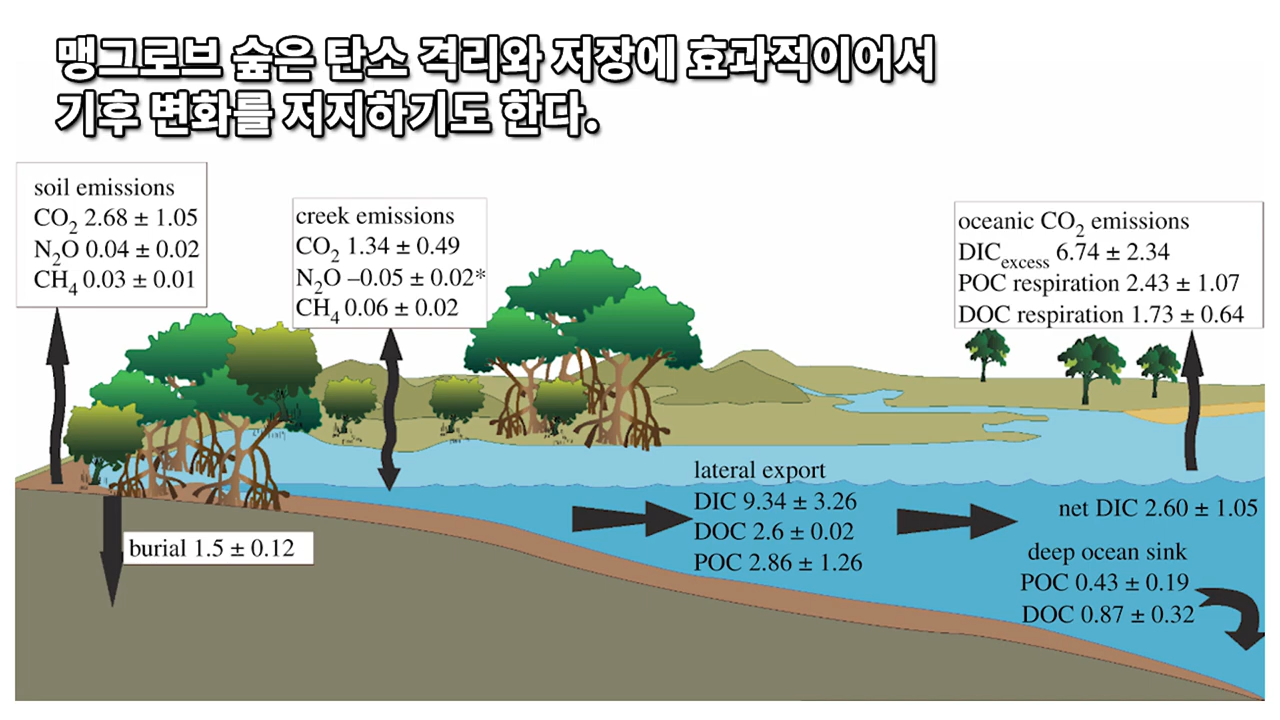 맹그로브 숲은 탄소 격리와 저장에 효과적이어서
기후 변화를 저지하기도 한다.
soil emissions
CO₂ 2.68 ± 1.05
N₂O 0.04 ± 0.02
CH₄ 0.03 ± 0.01
creek emissions
CO₂ 1.34 ± 0.49
N₂O –0.05 ± 0.02*
CH₄ 0.06 ± 0.02
oceanic CO₂ emissions
DICexcess 6.74 ± 2.34
POC respiration 2.43 ± 1.07
DOC respiration 1.73 ± 0.64
burial 1.5 ± 0.12
lateral export
DIC 9.34 ± 3.26
DOC 2.6 ± 0.02
POC 2.86 ± 1.26
net DIC 2.60 ± 1.05
deep ocean sink
POC 0.43 ± 0.19
DOC 0.87 ± 0.32